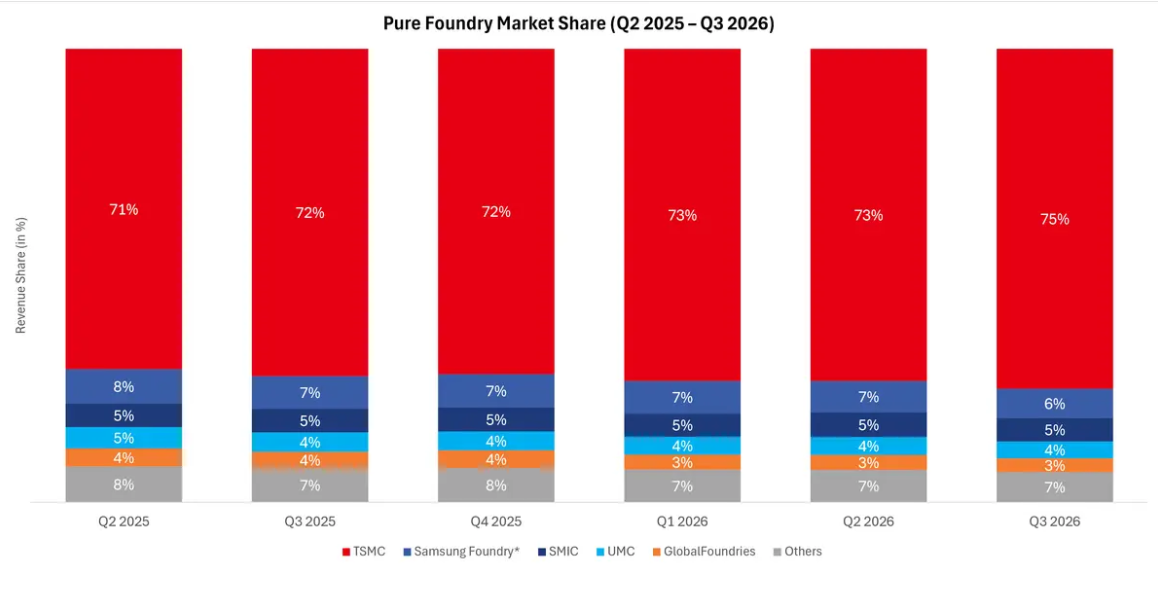 Pure Foundry Market Share (Q2 2025 – Q3 2026)
Revenue Share (in %)
71% 72% 72% 73% 73% 75%
8% 7% 7% 7% 7% 6%
5% 5% 5% 5% 5% 5%
5% 4% 4% 4% 4% 4%
4% 4% 4% 3% 3% 3%
8% 7% 8% 7% 7% 7%
Q2 2025 Q3 2025 Q4 2025 Q1 2026 Q2 2026 Q3 2026
TSMC Samsung Foundry* SMIC UMC GlobalFoundries Others